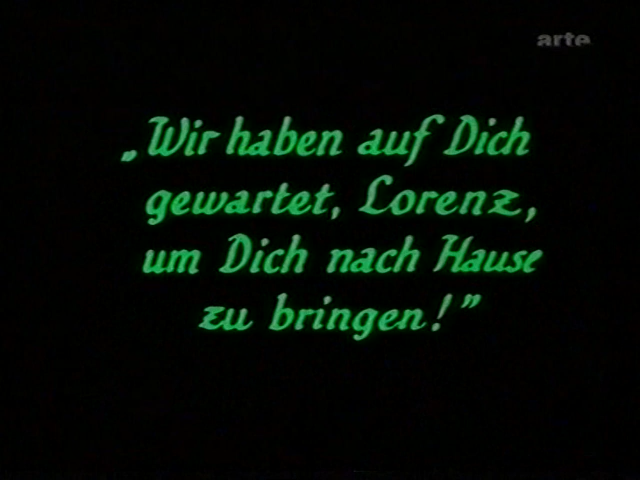 arte
„Wir haben auf Dich
gewartet, Lorenz,
um Dich nach Hause
zu bringen!”